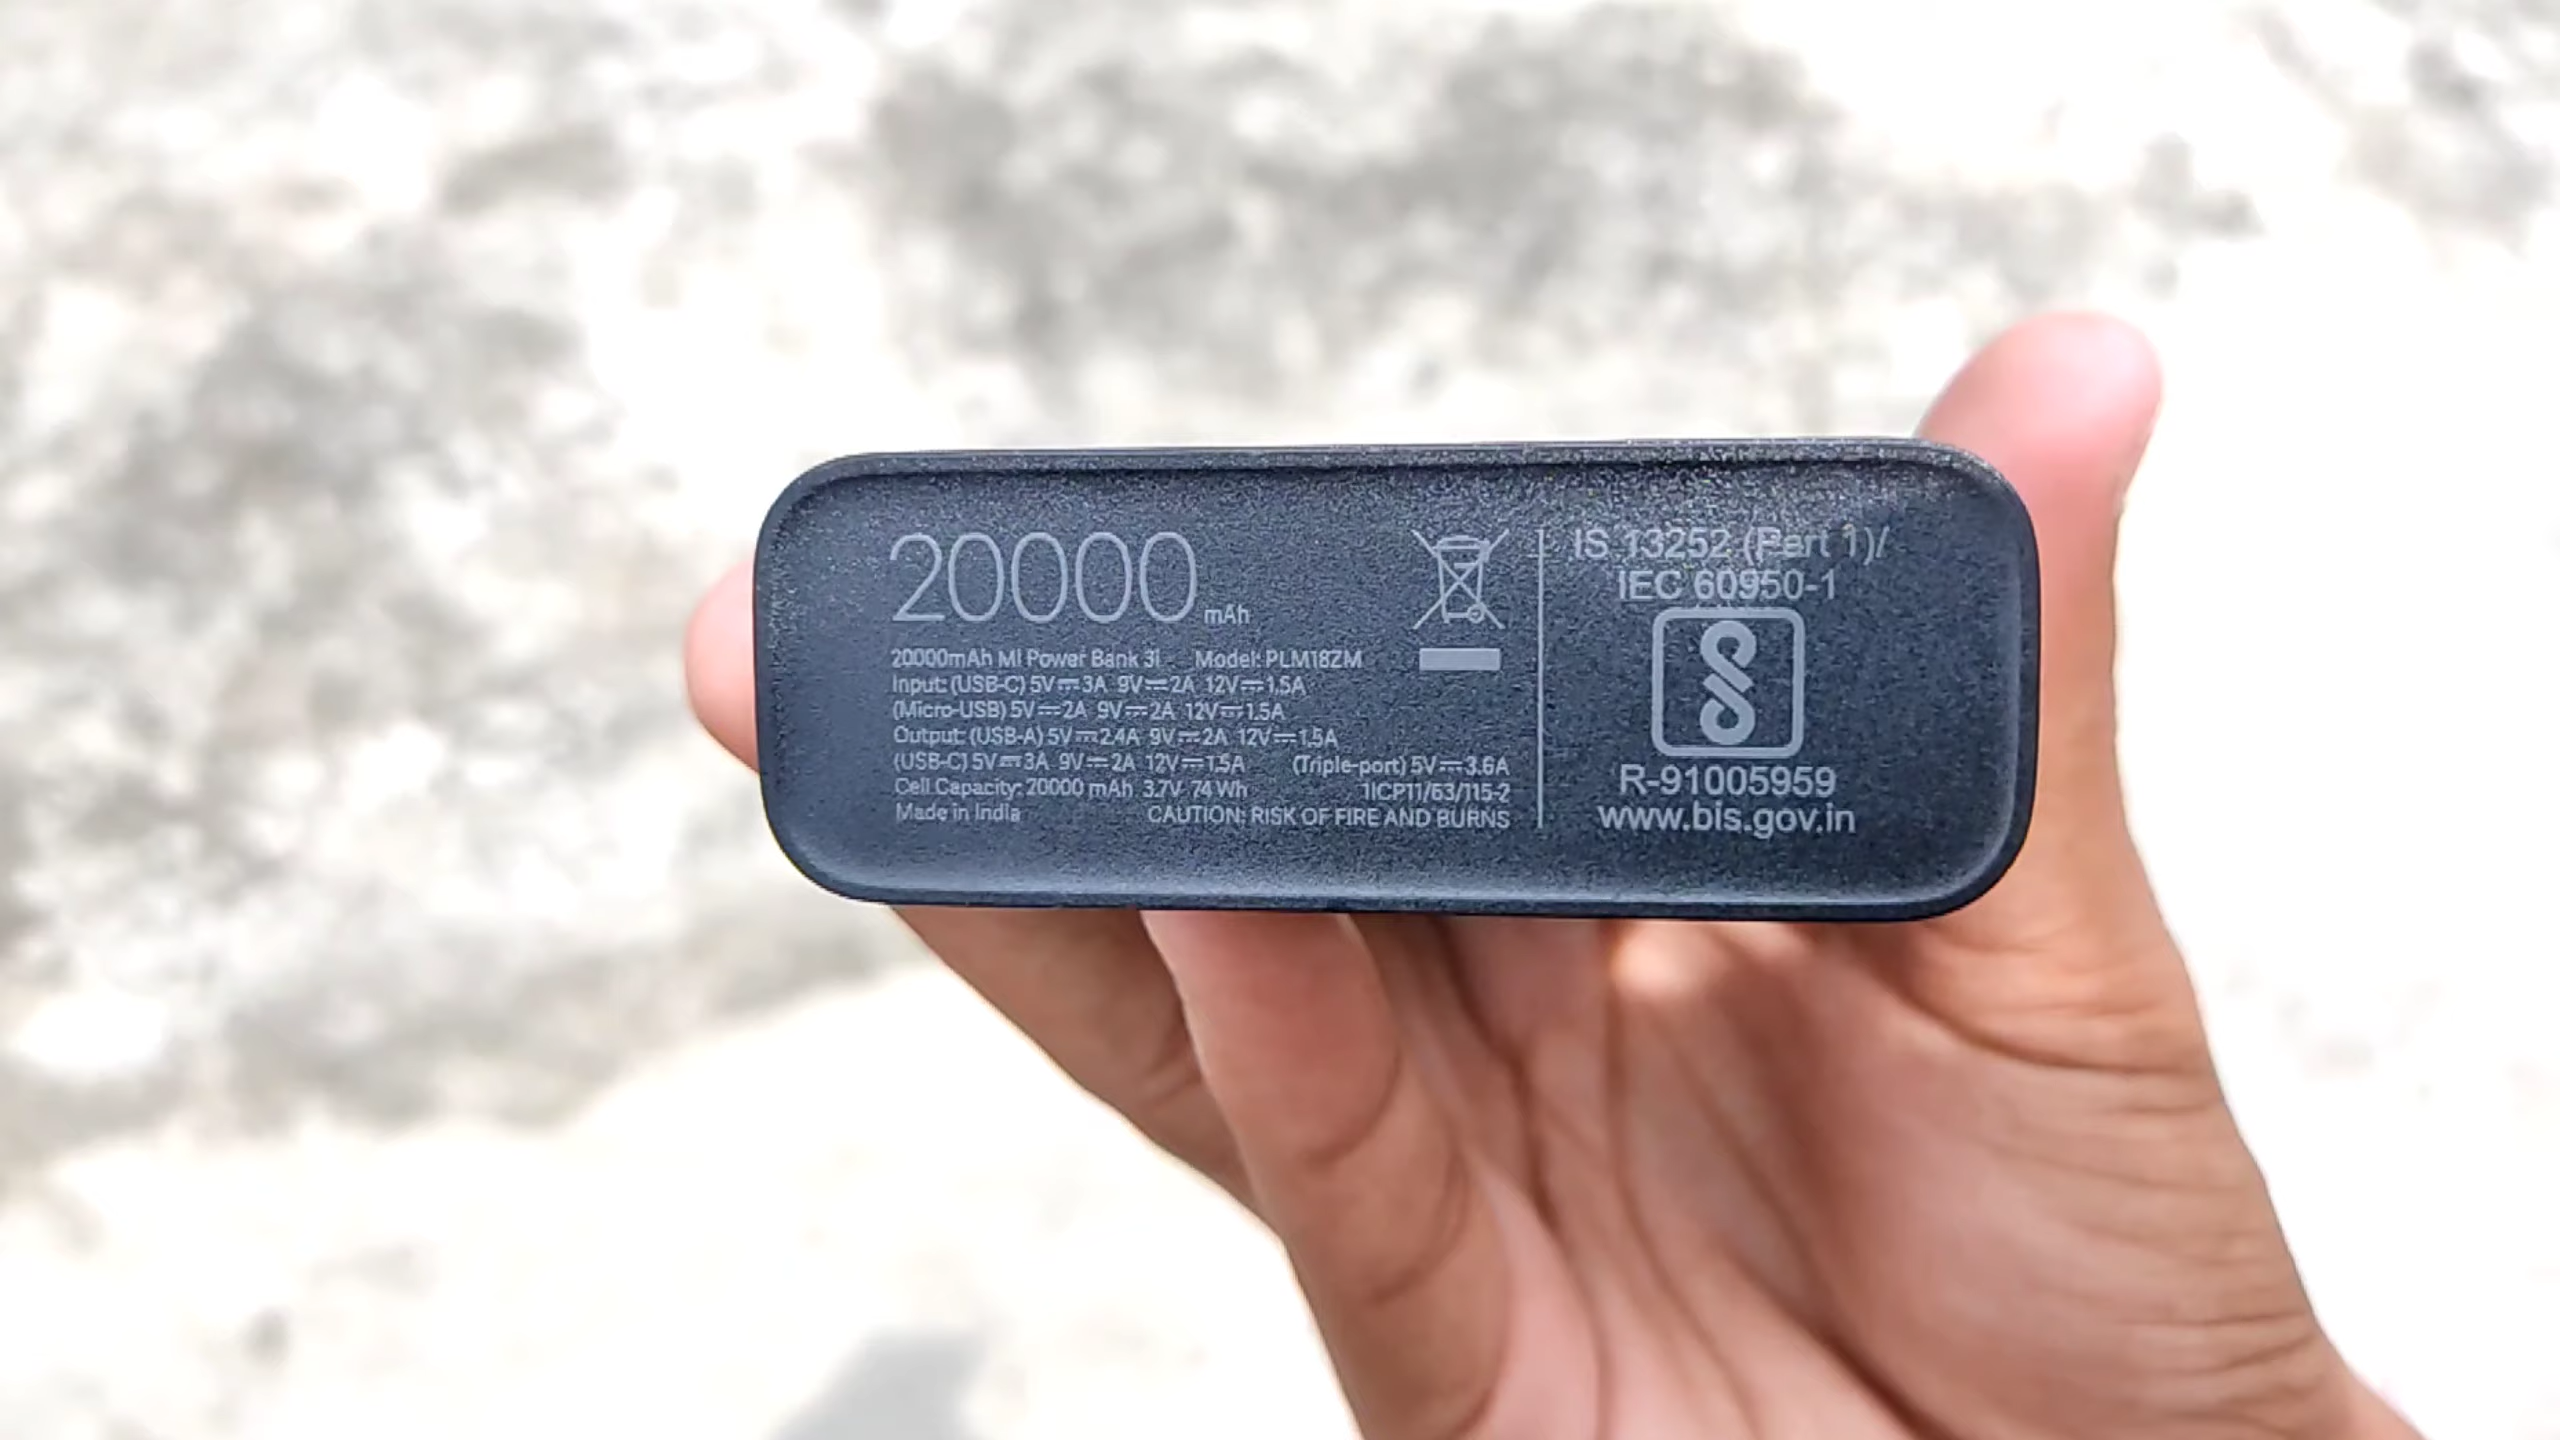 20000 mAh
20000mAh MI Power Bank 3i Model: PLM18ZM
Input: (USB-C) 5V⎓3A 9V⎓2A 12V⎓1.5A
(Micro-USB) 5V⎓2A 9V⎓2A 12V⎓1.5A
Output: (USB-A) 5V⎓2.4A 9V⎓2A 12V⎓1.5A
(USB-C) 5V⎓3A 9V⎓2A 12V⎓1.5A (Triple-port) 5V⎓3.6A
Cell Capacity: 20000 mAh 3.7V 74 Wh 1ICP11/63/115-2
Made in India CAUTION: RISK OF FIRE AND BURNS
IS 13252 (Part 1)/
IEC 60950-1
R-91005959
www.bis.gov.in